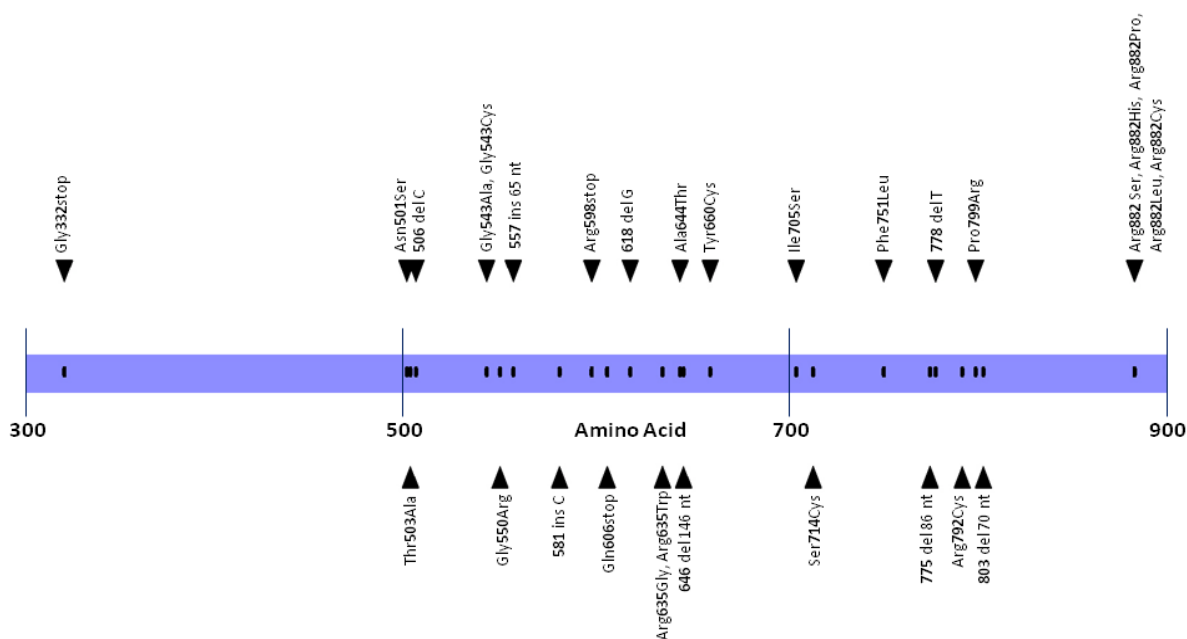 Gly332stop
Asn501Ser
506 del C
Gly543Ala, Gly543Cys
557 ins 65 nt
Arg598stop
618 del G
Ala644Thr
Tyr660Cys
Ile705Ser
Phe751Leu
778 del T
Pro799Arg
Arg882 Ser, Arg882His, Arg882Pro,
Arg882Leu, Arg882Cys
300
500
Amino Acid
700
900
Thr503Ala
Gly550Arg
581 ins C
Gln606stop
Arg635Gly, Arg635Trp
646 del 146 nt
Ser714Cys
775 del 86 nt
Arg792Cys
803 del 70 nt